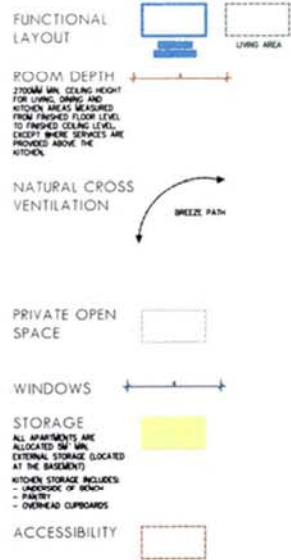 FUNCTIONAL
LAYOUT
LIVING AREA
ROOM DEPTH
2700MM MIN. CEILING HEIGHT
FOR LIVING, DINING AND
KITCHEN AREAS MEASURED
FROM FINISHED FLOOR LEVEL
TO FINISHED CEILING LEVEL,
EXCEPT WHERE SERVICES ARE
PROVIDED ABOVE THE
KITCHEN.
NATURAL CROSS
VENTILATION
BREEZE PATH
PRIVATE OPEN
SPACE
WINDOWS
STORAGE
ALL APARTMENTS ARE
ALLOCATED 5M³ MIN.
EXTERNAL STORAGE (LOCATED
AT THE BASEMENT)
KITCHEN STORAGE INCLUDES:
- UNDERSIDE OF BENCH
- PANTRY
- OVERHEAD CUPBOARDS
ACCESSIBILITY